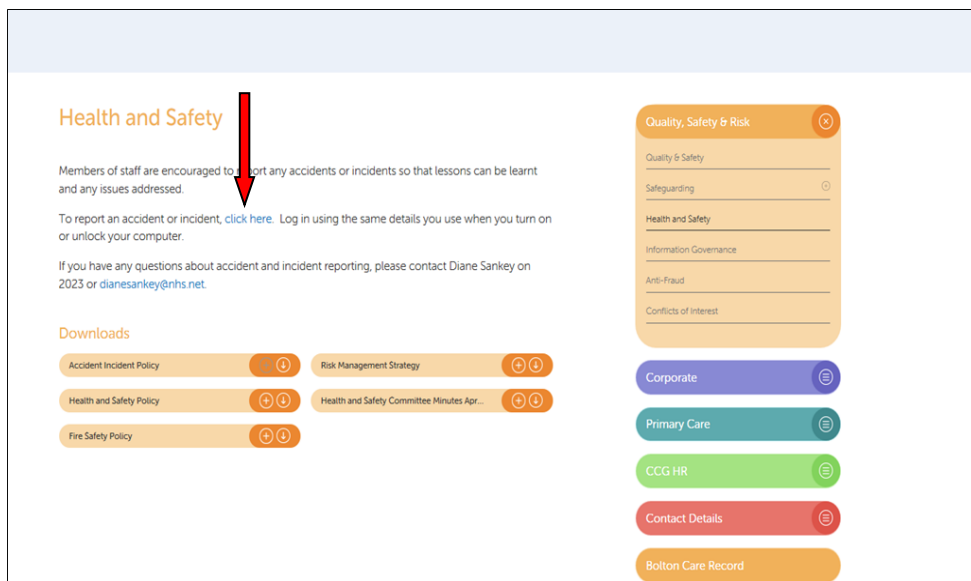 Health and Safety
Members of staff are encouraged to report any accidents or incidents so that lessons can be learnt
and any issues addressed.
To report an accident or incident, click here. Log in using the same details you use when you turn on
or unlock your computer.
If you have any questions about accident and incident reporting, please contact Diane Sankey on
2023 or dianesankey@nhs.net.
Downloads
Accident Incident Policy
Risk Management Strategy
Health and Safety Policy
Health and Safety Committee Minutes Apr...
Fire Safety Policy
Quality, Safety & Risk
Quality & Safety
Safeguarding
Health and Safety
Information Governance
Anti-Fraud
Conflicts of Interest
Corporate
Primary Care
CCG HR
Contact Details
Bolton Care Record